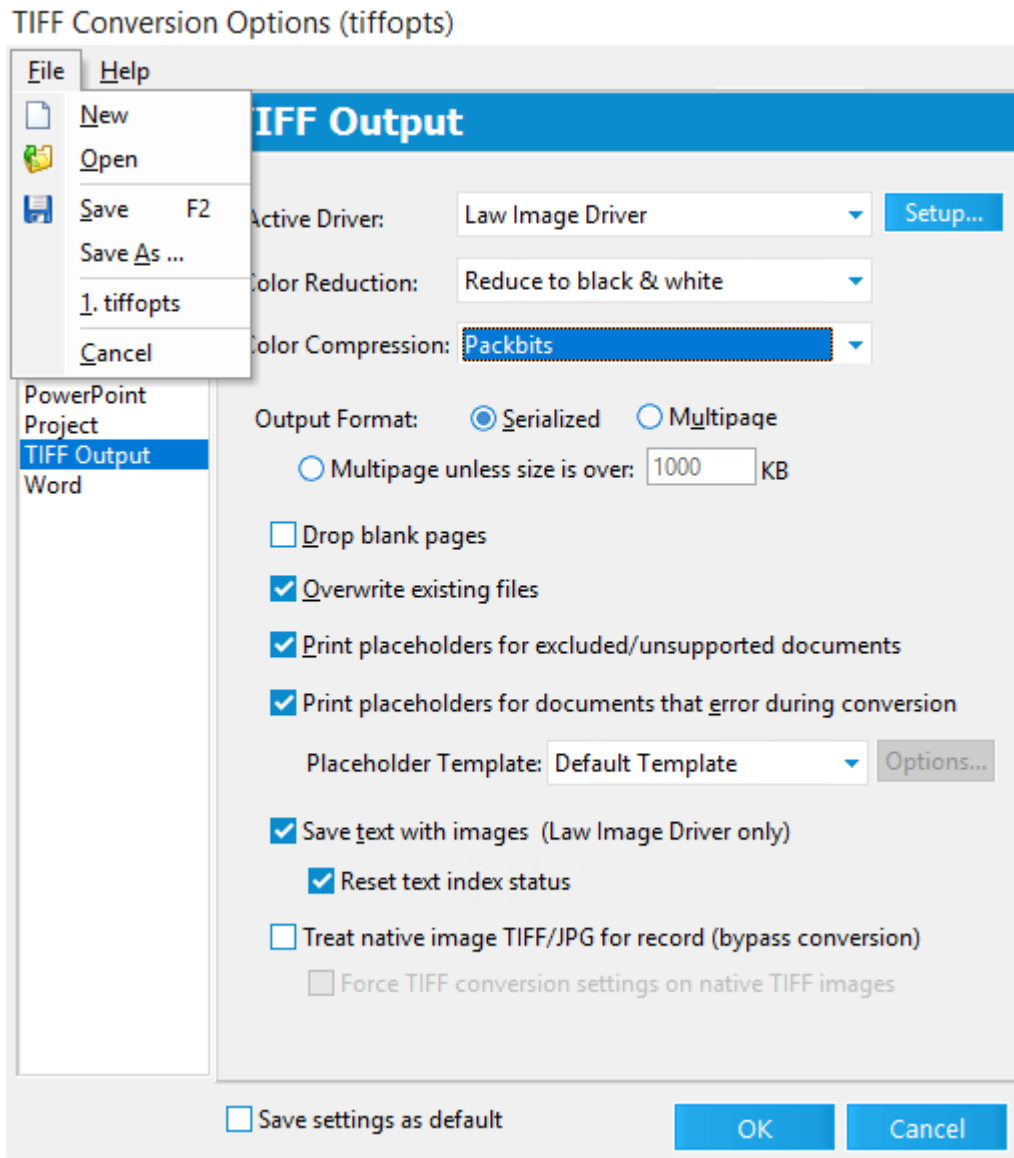 TIFF Conversion Options (tiffopts)
File Help
New
Open
Save F2
Save As ...
1. tiffopts
Cancel
PowerPoint
Project
TIFF Output
Word
IFF Output
Active Driver: Law Image Driver Setup...
Color Reduction: Reduce to black & white
Color Compression: Packbits
Output Format: Serialized Multipage
Multipage unless size is over: 1000 KB
Drop blank pages
Overwrite existing files
Print placeholders for excluded/unsupported documents
Print placeholders for documents that error during conversion
Placeholder Template: Default Template Options...
Save text with images (Law Image Driver only)
Reset text index status
Treat native image TIFF/JPG for record (bypass conversion)
Force TIFF conversion settings on native TIFF images
Save settings as default OK Cancel